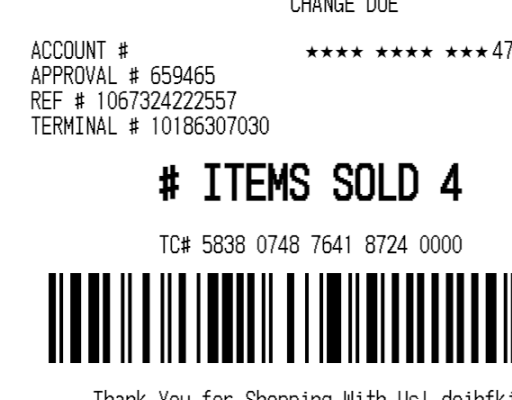 CHANGE DUE
ACCOUNT # ★★★★ ★★★★ ★★★47
APPROVAL # 659465
REF # 1067324222557
TERMINAL # 10186307030
# ITEMS SOLD 4
TC# 5838 0748 7641 8724 0000
Thank You for Shopping With Us!